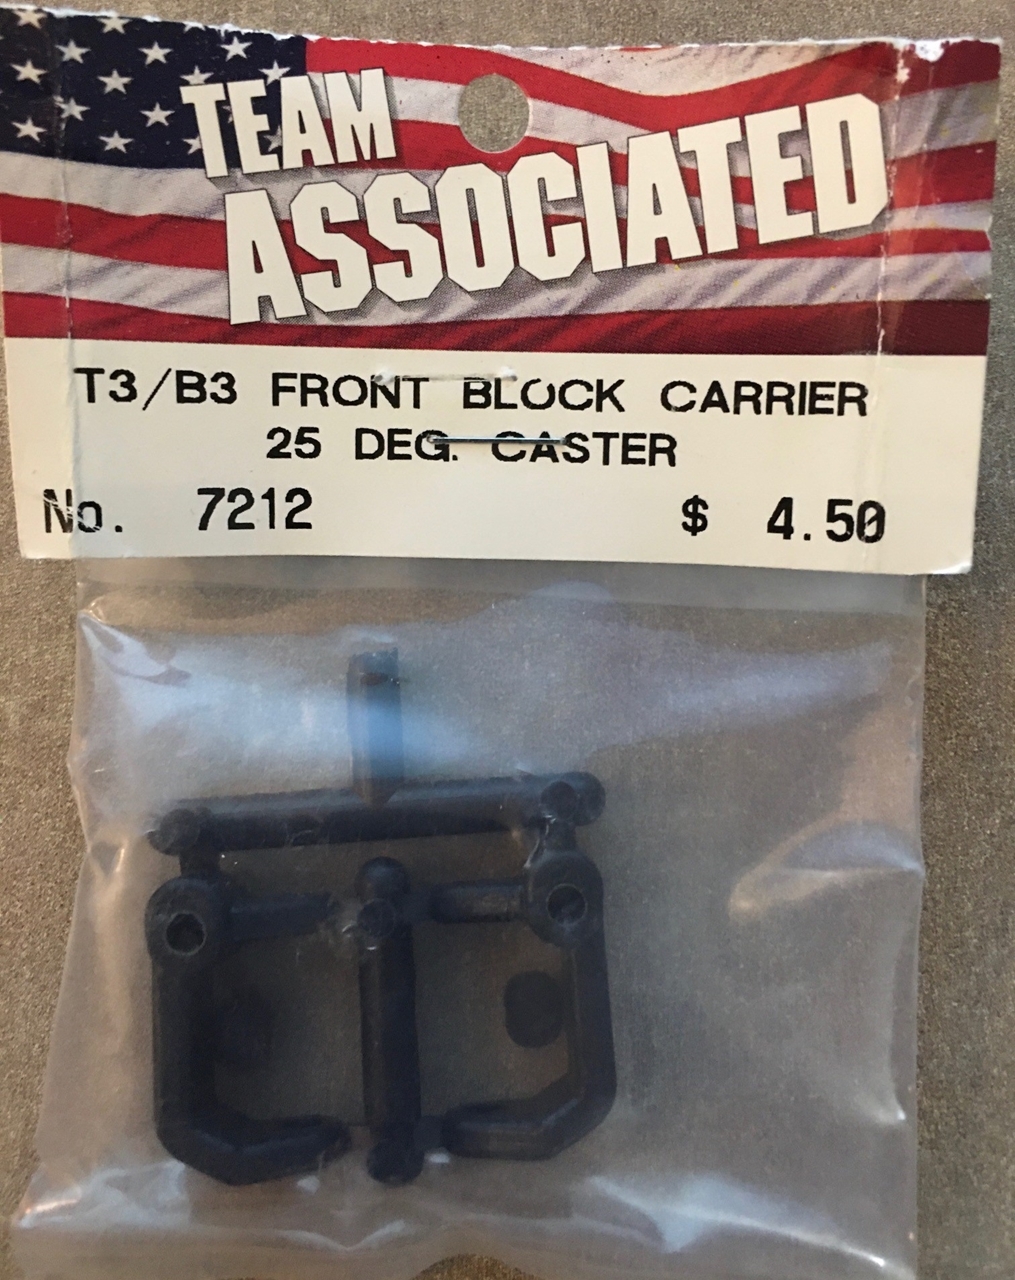 TEAM
ASSOCIATED
T3/B3 FRONT BLOCK CARRIER
25 DEG. CASTER
No. 7212 $ 4.50